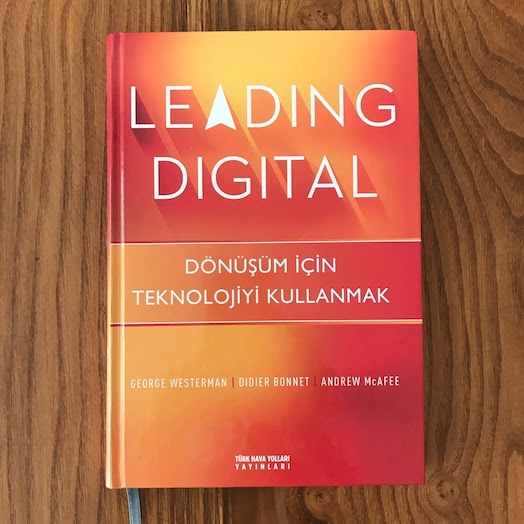 LEADING
DIGITAL
DÖNÜŞÜM İÇİN
TEKNOLOJİYİ KULLANMAK
GEORGE WESTERMAN | DIDIER BONNET | ANDREW McAFEE
TÜRK HAVA YOLLARI
YAYINLARI